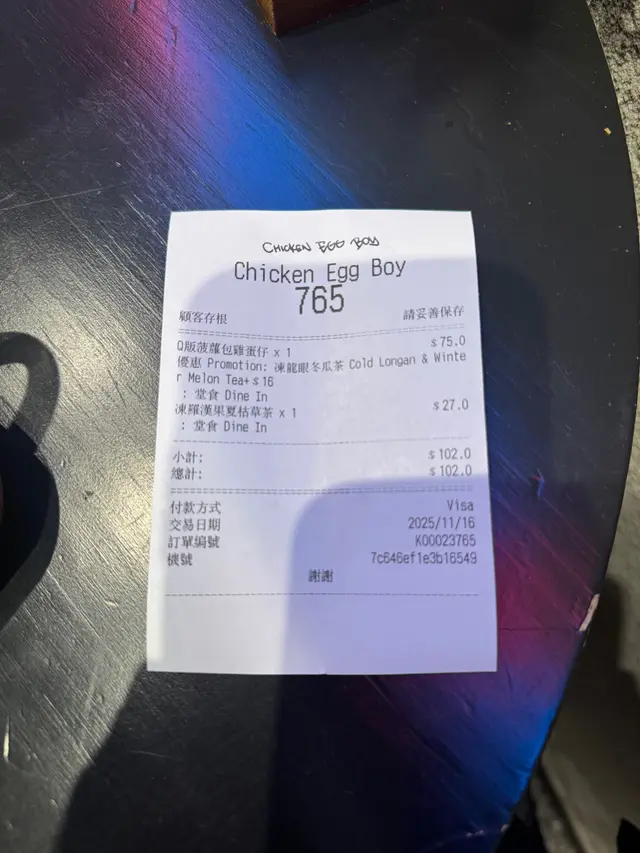 CHICKEN EGG BOY
Chicken Egg Boy
765
顧客存根 請妥善保存
Q版菠蘿包雞蛋仔 x 1 $75.0
優惠 Promotion: 凍龍眼冬瓜茶 Cold Longan & Winte
r Melon Tea+$16
: 堂食 Dine In
凍羅漢果夏枯草茶 x 1 $27.0
: 堂食 Dine In
小計: $102.0
總計: $102.0
付款方式 Visa
交易日期 2025/11/16
訂單編號 K00023765
機號 7c646ef1e3b16549
謝謝